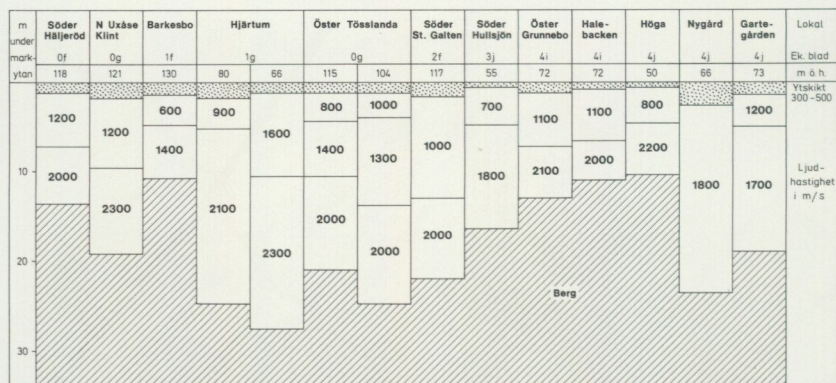 m
under
mark-
ytan
Söder
Häljeröd
N Uxåse
Klint
Barkesbo
Hjärtum
Öster Tösslanda
Söder
St. Galten
Söder
Hullsjön
Öster
Grunnebo
Hale-
backen
Höga
Nygård
Garte-
gården
Lokal
0f 0g 1f 1g 0g 2f 3j 4i 4i 4j 4j 4j Ek. blad
118 121 130 80 66 115 104 117 55 72 72 50 66 73 m ö.h.
Ytskikt
300-500
1200 2000
1200 2300
600 1400
900 2100
1600 2300
800 1400 2000
1000 1300 2000
1000 2000
700 1800
1100 2100
1100 2000
800 2200
1800
1200 1700
Ljud-
hastighet
i m/s
10
20
30
Berg